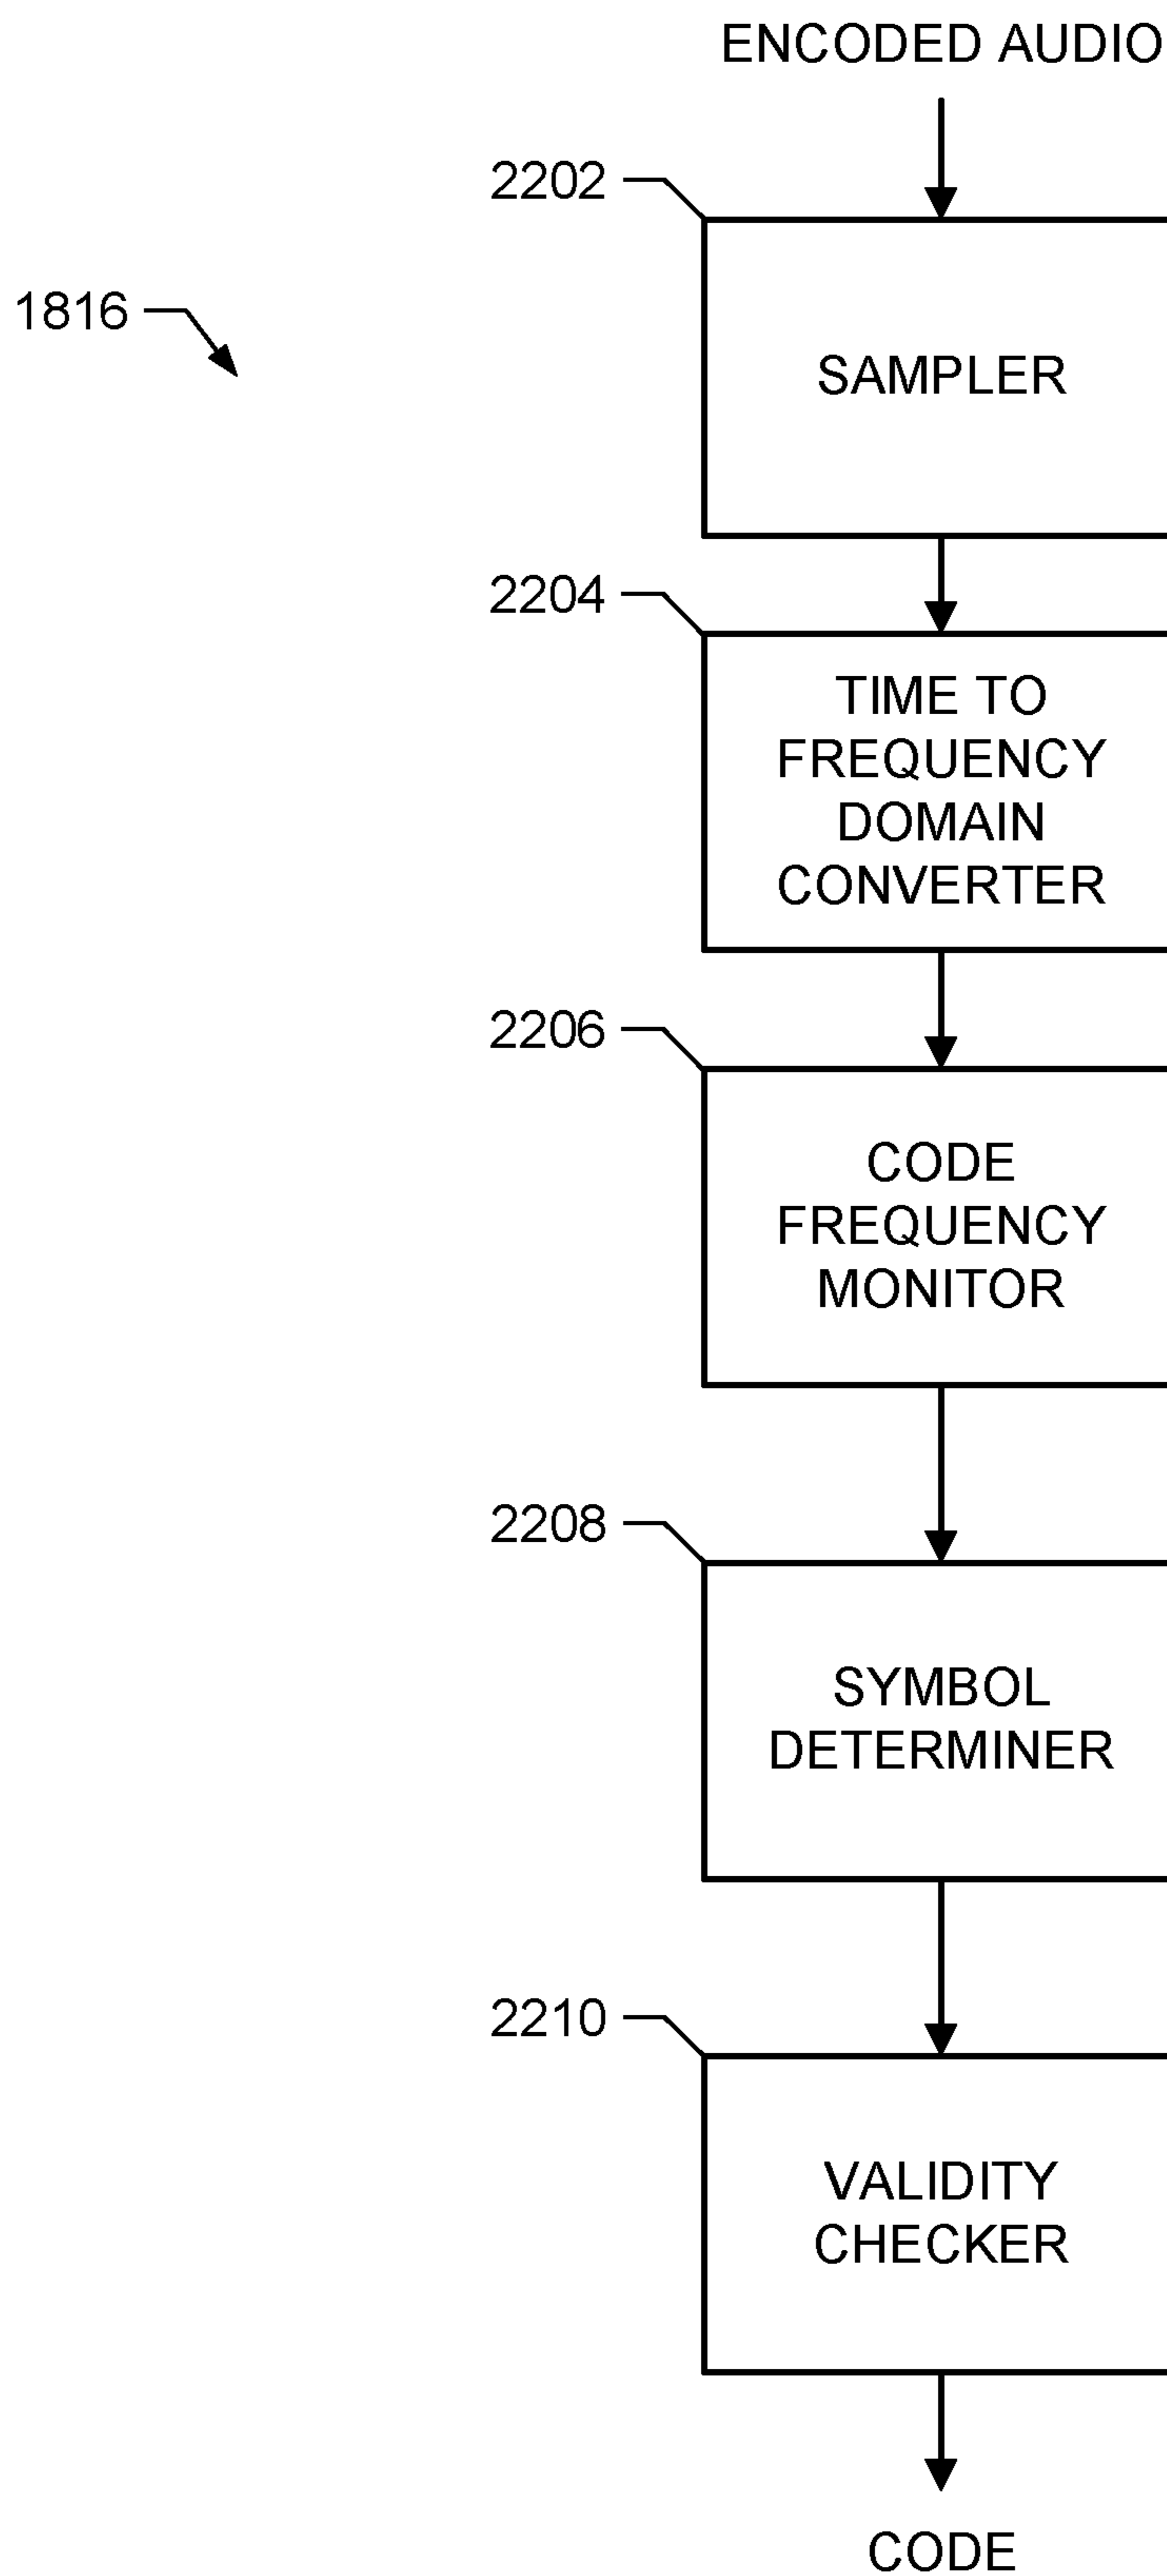 ENCODED AUDIO
2202
1816
SAMPLER
2204
TIME TO
FREQUENCY
DOMAIN
CONVERTER
2206
CODE
FREQUENCY
MONITOR
2208
SYMBOL
DETERMINER
2210
VALIDITY
CHECKER
CODE